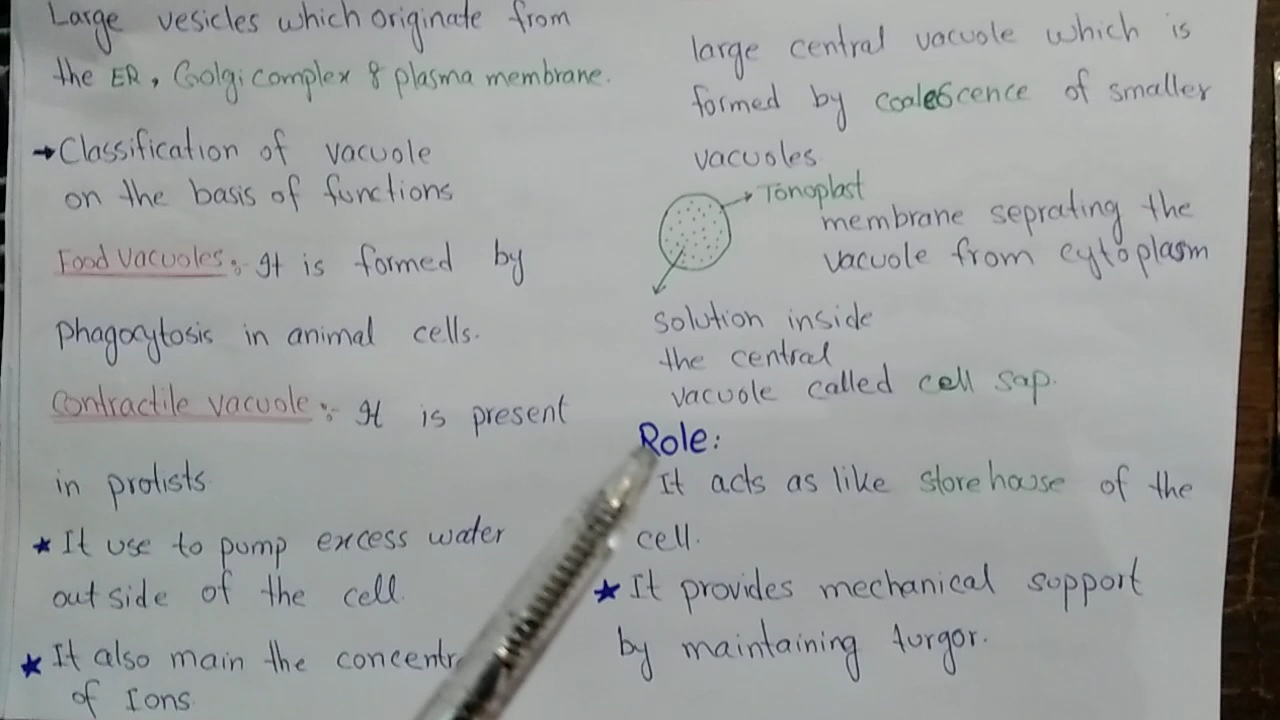 Large vesicles which originate from
the ER, Golgi complex & plasma membrane.
→ Classification of vacuole
on the basis of functions
Food vacuoles:- It is formed by
phagocytosis in animal cells.
Contractile vacuole:- It is present
in protists
★ It use to pump excess water
out side of the cell.
★ It also main the concentr
of Ions
large central vacuole which is
formed by coalescence of smaller
vacuoles.
→ Tonoplast
membrane seprating the
vacuole from cytoplasm
solution inside
the central
vacuole called cell sap.
Role:
It acts as like store house of the
cell.
★ It provides mechanical support
by maintaining turgor.